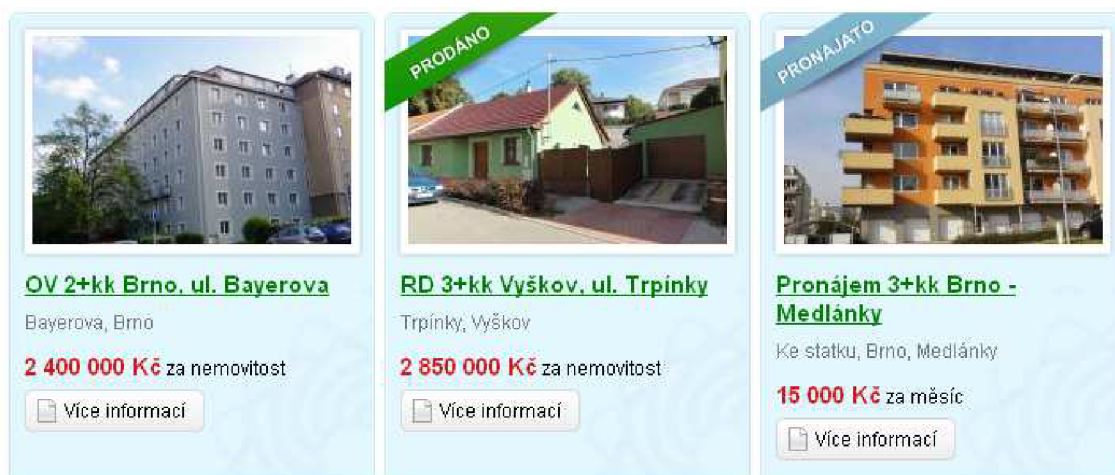 OV 2+kk Brno, ul. Bayerova
Bayerova, Brno
2 400 000 Kč za nemovitost
Více informací
PRODÁNO
RD 3+kk Vyškov, ul. Trpínky
Trpínky, Vyškov
2 850 000 Kč za nemovitost
Více informací
PRONAJATO
Pronájem 3+kk Brno -
Medlánky
Ke statku, Brno, Medlánky
15 000 Kč za měsíc
Více informací